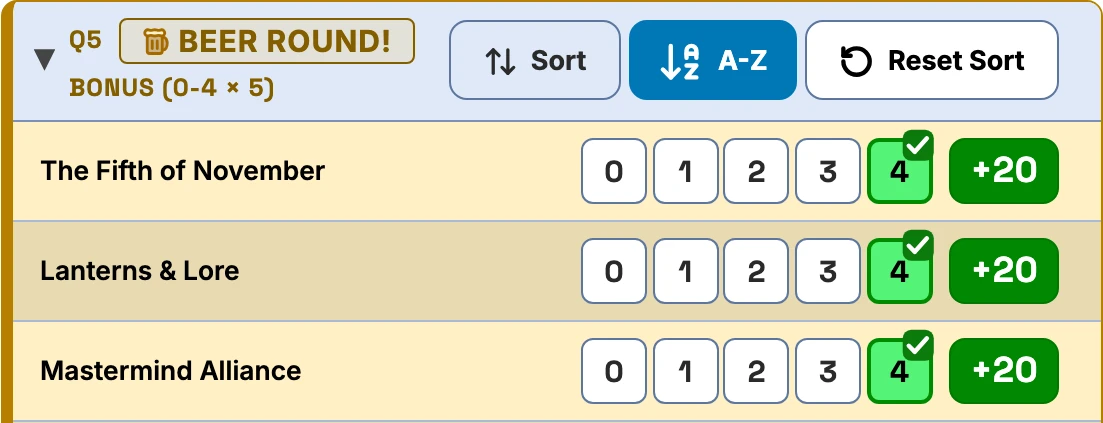 Q5 BEER ROUND!
BONUS (0-4 × 5)
Sort
A-Z
Reset Sort
The Fifth of November 0 1 2 3 4 +20
Lanterns & Lore 0 1 2 3 4 +20
Mastermind Alliance 0 1 2 3 4 +20